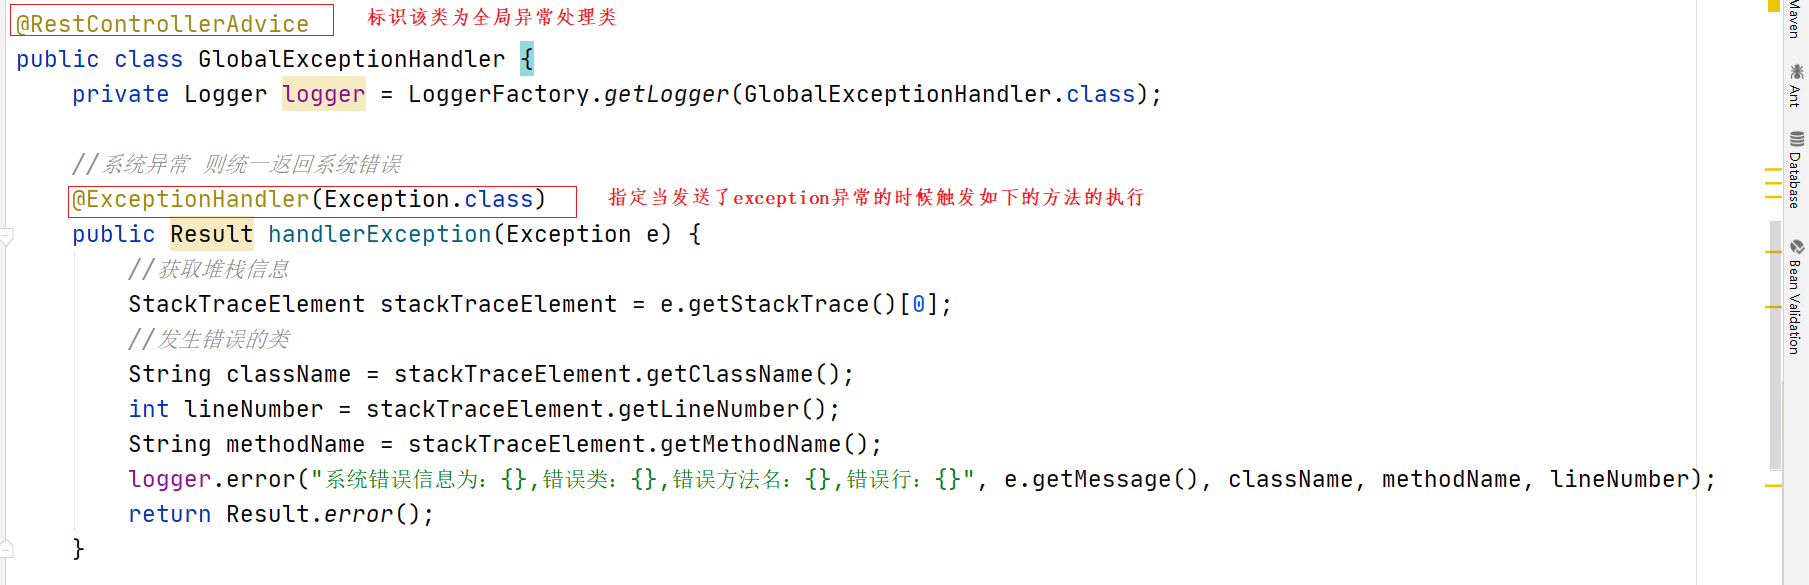 @RestControllerAdvice 标识该类为全局异常处理类
public class GlobalExceptionHandler {
private Logger logger = LoggerFactory.getLogger(GlobalExceptionHandler.class);
//系统异常 则统一返回系统错误
@ExceptionHandler(Exception.class) 指定当发送了exception异常的时候触发如下的方法的执行
public Result handlerException(Exception e) {
//获取堆栈信息
StackTraceElement stackTraceElement = e.getStackTrace()[0];
//发生错误的类
String className = stackTraceElement.getClassName();
int lineNumber = stackTraceElement.getLineNumber();
String methodName = stackTraceElement.getMethodName();
logger.error("系统错误信息为：{},错误类：{},错误方法名：{},错误行：{}", e.getMessage(), className, methodName, lineNumber);
return Result.error();
}
Maven
Ant
Database
Bean Validation